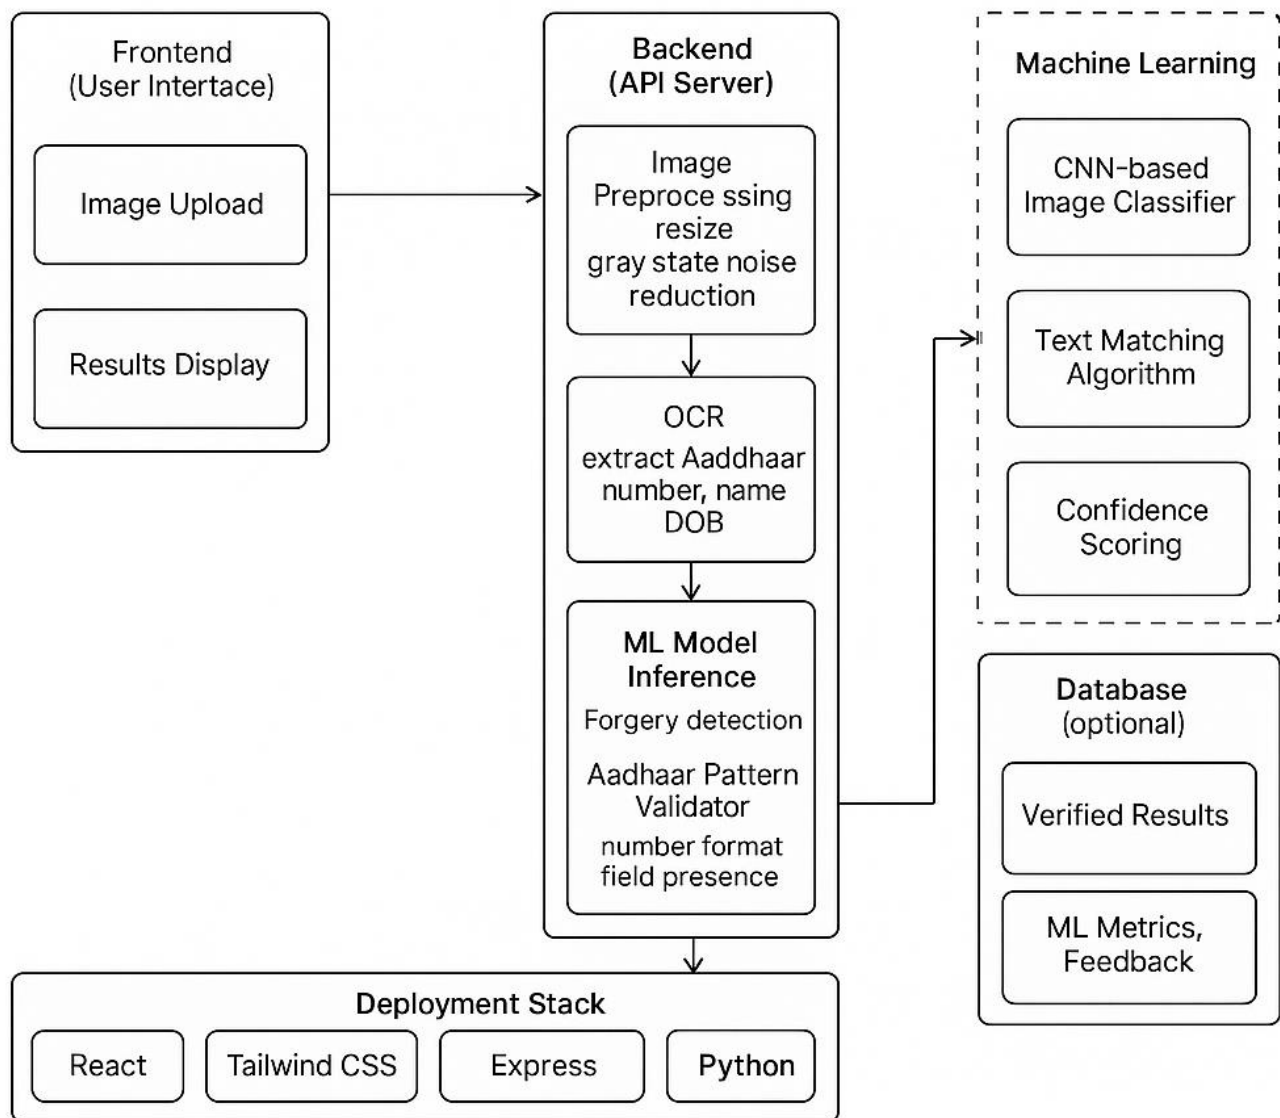 Frontend
(User Intertace)
Image Upload
Results Display
Backend
(API Server)
Image
Preproce ssing
resize
gray state noise
reduction
OCR
extract Aaddhaar
number, name
DOB
ML Model
Inference
Forgery detection
Aadhaar Pattern
Validator
number format
field presence
Machine Learning
CNN-based
Image Classifier
Text Matching
Algorithm
Confidence
Scoring
Database
(optional)
Verified Results
ML Metrics,
Feedback
Deployment Stack
React
Tailwind CSS
Express
Python